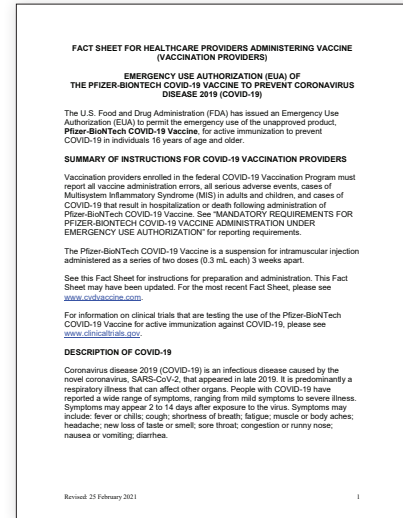 FACT SHEET FOR HEALTHCARE PROVIDERS ADMINISTERING VACCINE
(VACCINATION PROVIDERS)
EMERGENCY USE AUTHORIZATION (EUA) OF
THE PFIZER-BIONTECH COVID-19 VACCINE TO PREVENT CORONAVIRUS
DISEASE 2019 (COVID-19)
The U.S. Food and Drug Administration (FDA) has issued an Emergency Use
Authorization (EUA) to permit the emergency use of the unapproved product,
Pfizer-BioNTech COVID-19 Vaccine, for active immunization to prevent
COVID-19 in individuals 16 years of age and older.
SUMMARY OF INSTRUCTIONS FOR COVID-19 VACCINATION PROVIDERS
Vaccination providers enrolled in the federal COVID-19 Vaccination Program must
report all vaccine administration errors, all serious adverse events, cases of
Multisystem Inflammatory Syndrome (MIS) in adults and children, and cases of
COVID-19 that result in hospitalization or death following administration of
Pfizer-BioNTech COVID-19 Vaccine. See “MANDATORY REQUIREMENTS FOR
PFIZER-BIONTECH COVID-19 VACCINE ADMINISTRATION UNDER
EMERGENCY USE AUTHORIZATION” for reporting requirements.
The Pfizer-BioNTech COVID-19 Vaccine is a suspension for intramuscular injection
administered as a series of two doses (0.3 mL each) 3 weeks apart.
See this Fact Sheet for instructions for preparation and administration. This Fact
Sheet may have been updated. For the most recent Fact Sheet, please see
www.cvdvaccine.com.
For information on clinical trials that are testing the use of the Pfizer-BioNTech
COVID-19 Vaccine for active immunization against COVID-19, please see
www.clinicaltrials.gov.
DESCRIPTION OF COVID-19
Coronavirus disease 2019 (COVID-19) is an infectious disease caused by the
novel coronavirus, SARS-CoV-2, that appeared in late 2019. It is predominantly a
respiratory illness that can affect other organs. People with COVID-19 have
reported a wide range of symptoms, ranging from mild symptoms to severe illness.
Symptoms may appear 2 to 14 days after exposure to the virus. Symptoms may
include: fever or chills; cough; shortness of breath; fatigue; muscle or body aches;
headache; new loss of taste or smell; sore throat; congestion or runny nose;
nausea or vomiting; diarrhea.
Revised: 25 February 2021 1